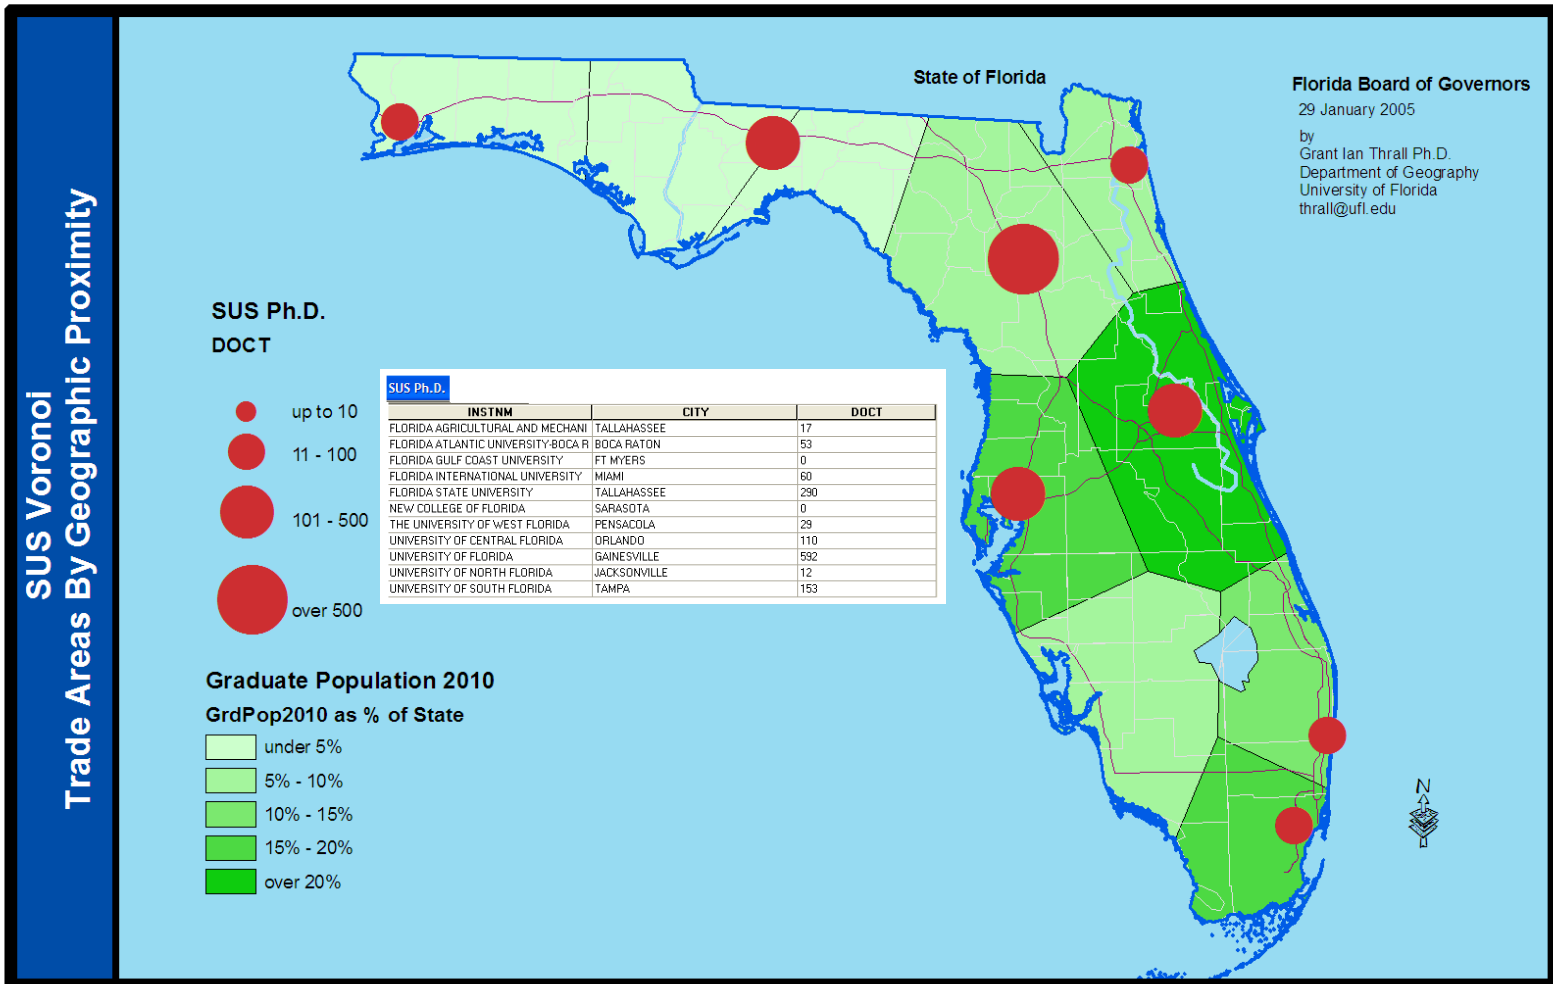 SUS Voronoi
Trade Areas By Geographic Proximity
State of Florida
Florida Board of Governors
29 January 2005
by
Grant Ian Thrall Ph.D.
Department of Geography
University of Florida
thrall@ufl.edu
SUS Ph.D.
DOCT
up to 10
11 - 100
101 - 500
over 500
SUS Ph.D.
INSTNM CITY DOCT
FLORIDA AGRICULTURAL AND MECHANI TALLAHASSEE 17
FLORIDA ATLANTIC UNIVERSITY-BOCA R BOCA RATON 53
FLORIDA GULF COAST UNIVERSITY FT MYERS 0
FLORIDA INTERNATIONAL UNIVERSITY MIAMI 60
FLORIDA STATE UNIVERSITY TALLAHASSEE 290
NEW COLLEGE OF FLORIDA SARASOTA 0
THE UNIVERSITY OF WEST FLORIDA PENSACOLA 29
UNIVERSITY OF CENTRAL FLORIDA ORLANDO 110
UNIVERSITY OF FLORIDA GAINESVILLE 592
UNIVERSITY OF NORTH FLORIDA JACKSONVILLE 12
UNIVERSITY OF SOUTH FLORIDA TAMPA 153
Graduate Population 2010
GrdPop2010 as % of State
under 5%
5% - 10%
10% - 15%
15% - 20%
over 20%
N